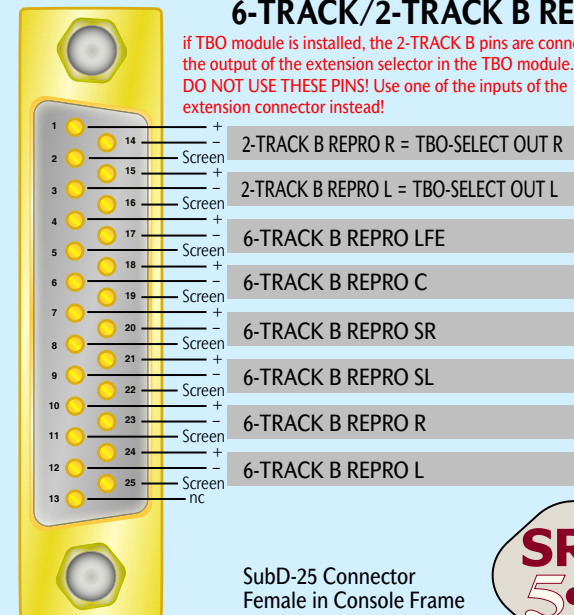 6-TRACK/2-TRACK B RE
if TBO module is installed, the 2-TRACK B pins are conne
the output of the extension selector in the TBO module.
DO NOT USE THESE PINS! Use one of the inputs of the
extension connector instead!
1 +
14 –
2 Screen
2-TRACK B REPRO R = TBO-SELECT OUT R
15 +
3 –
16 Screen
2-TRACK B REPRO L = TBO-SELECT OUT L
4 +
17 –
5 Screen
6-TRACK B REPRO LFE
18 +
6 –
19 Screen
6-TRACK B REPRO C
7 +
20 –
8 Screen
6-TRACK B REPRO SR
21 +
9 –
22 Screen
6-TRACK B REPRO SL
10 +
23 –
11 Screen
6-TRACK B REPRO R
24 +
12 –
25 Screen
6-TRACK B REPRO L
13 nc
SubD-25 Connector
Female in Console Frame
SR
5•